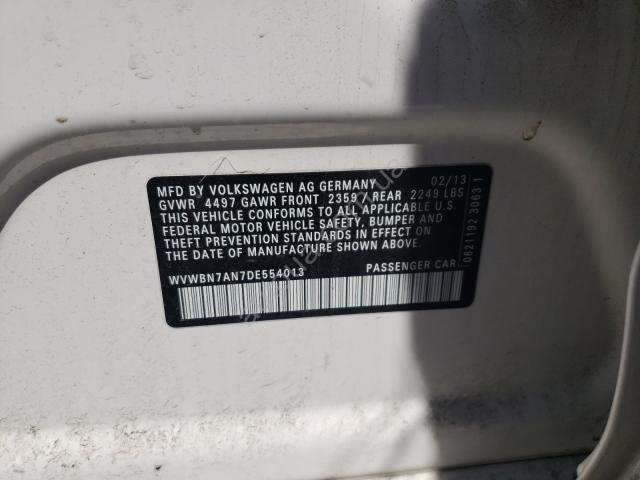 MFD BY VOLKSWAGEN AG GERMANY 02/13
GVWR 4497 GAWR FRONT 2359 / REAR 2249 LBS
THIS VEHICLE CONFORMS TO ALL APPLICABLE U.S.
FEDERAL MOTOR VEHICLE SAFETY, BUMPER AND
THEFT PREVENTION STANDARDS IN EFFECT ON
THE DATE OF MANUFACTURE SHOWN ABOVE.
WVWBN7AN7DE554013 PASSENGER CAR
0621192 3063 1